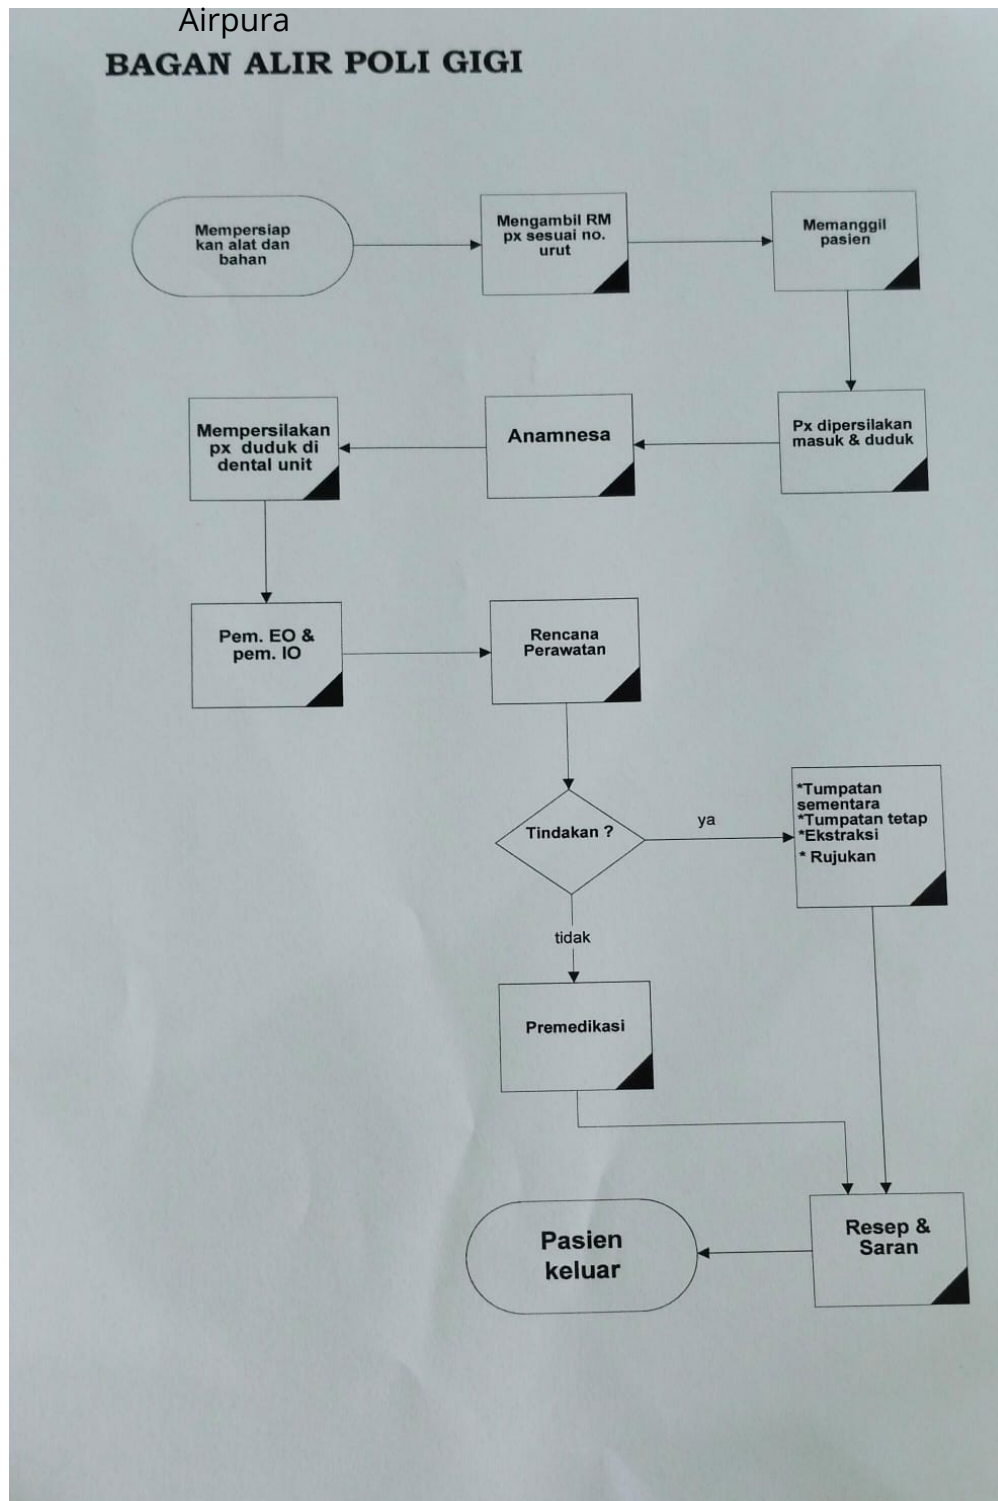 Airpura
BAGAN ALIR POLI GIGI
Mempersiap
kan alat dan
bahan
Mengambil RM
px sesuai no.
urut
Memanggil
pasien
Px dipersilakan
masuk & duduk
Anamnesa
Mempersilakan
px duduk di
dental unit
Pem. EO &
pem. IO
Rencana
Perawatan
Tindakan ?
ya
*Tumpatan
sementara
*Tumpatan tetap
*Ekstraksi
* Rujukan
tidak
Premedikasi
Resep &
Saran
Pasien
keluar